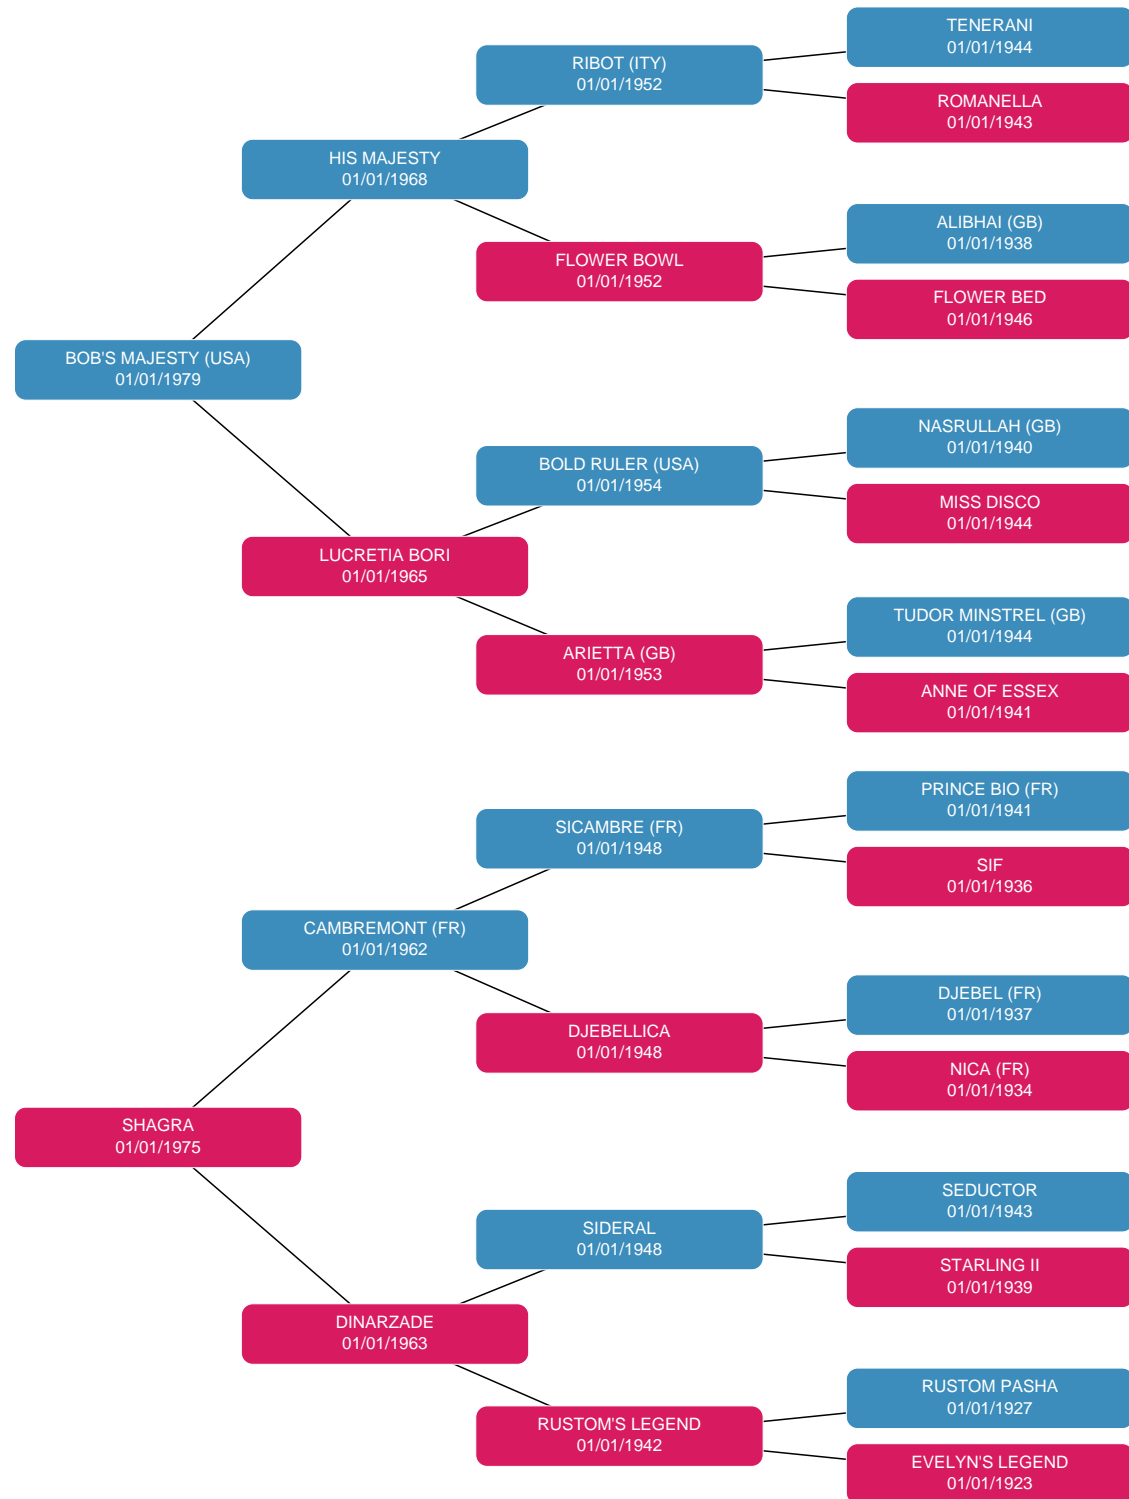 TENERANI
01/01/1944
RIBOT (ITY)
01/01/1952
ROMANELLA
01/01/1943
HIS MAJESTY
01/01/1968
ALIBHAI (GB)
01/01/1938
FLOWER BOWL
01/01/1952
FLOWER BED
01/01/1946
BOB'S MAJESTY (USA)
01/01/1979
NASRULLAH (GB)
01/01/1940
BOLD RULER (USA)
01/01/1954
MISS DISCO
01/01/1944
LUCRETIA BORI
01/01/1965
TUDOR MINSTREL (GB)
01/01/1944
ARIETTA (GB)
01/01/1953
ANNE OF ESSEX
01/01/1941
PRINCE BIO (FR)
01/01/1941
SICAMBRE (FR)
01/01/1948
SIF
01/01/1936
CAMBREMONT (FR)
01/01/1962
DJEBEL (FR)
01/01/1937
DJEBELLICA
01/01/1948
NICA (FR)
01/01/1934
SHAGRA
01/01/1975
SEDUCTOR
01/01/1943
SIDERAL
01/01/1948
STARLING II
01/01/1939
DINARZADE
01/01/1963
RUSTOM PASHA
01/01/1927
RUSTOM'S LEGEND
01/01/1942
EVELYN'S LEGEND
01/01/1923